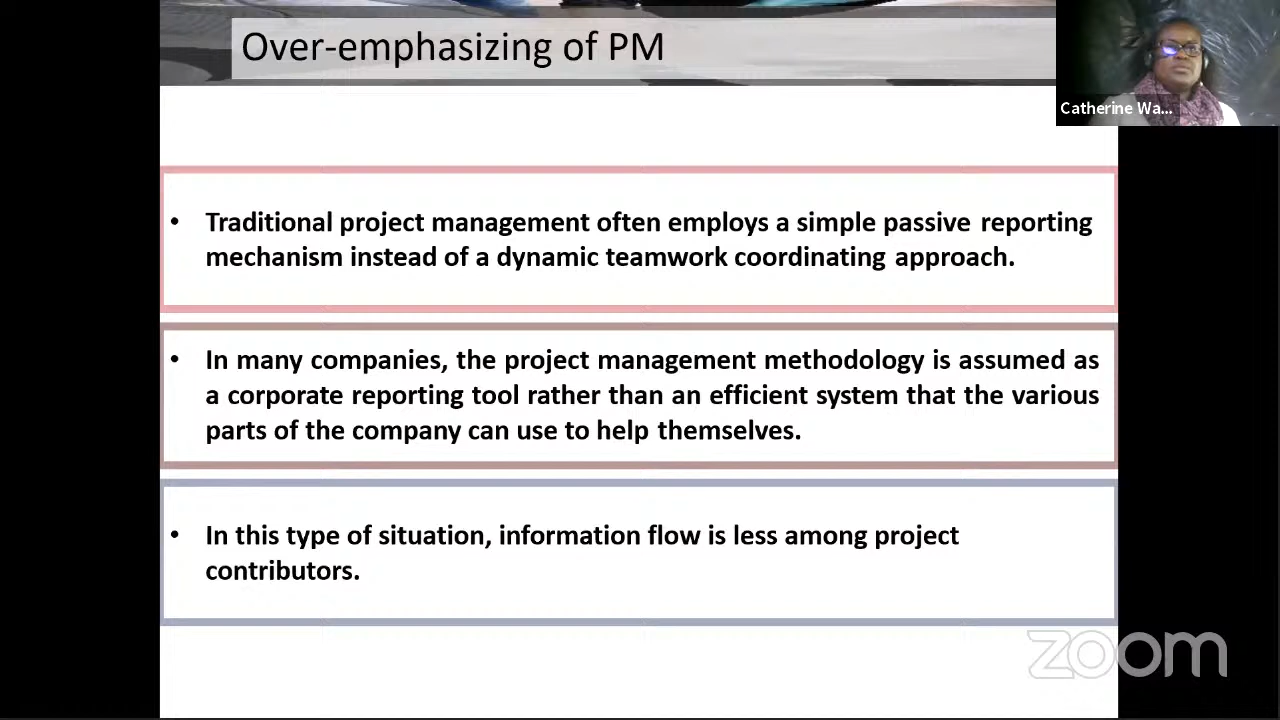 Over-emphasizing of PM
Catherine Wa...
• Traditional project management often employs a simple passive reporting
mechanism instead of a dynamic teamwork coordinating approach.
• In many companies, the project management methodology is assumed as
a corporate reporting tool rather than an efficient system that the various
parts of the company can use to help themselves.
• In this type of situation, information flow is less among project
contributors.
zoom